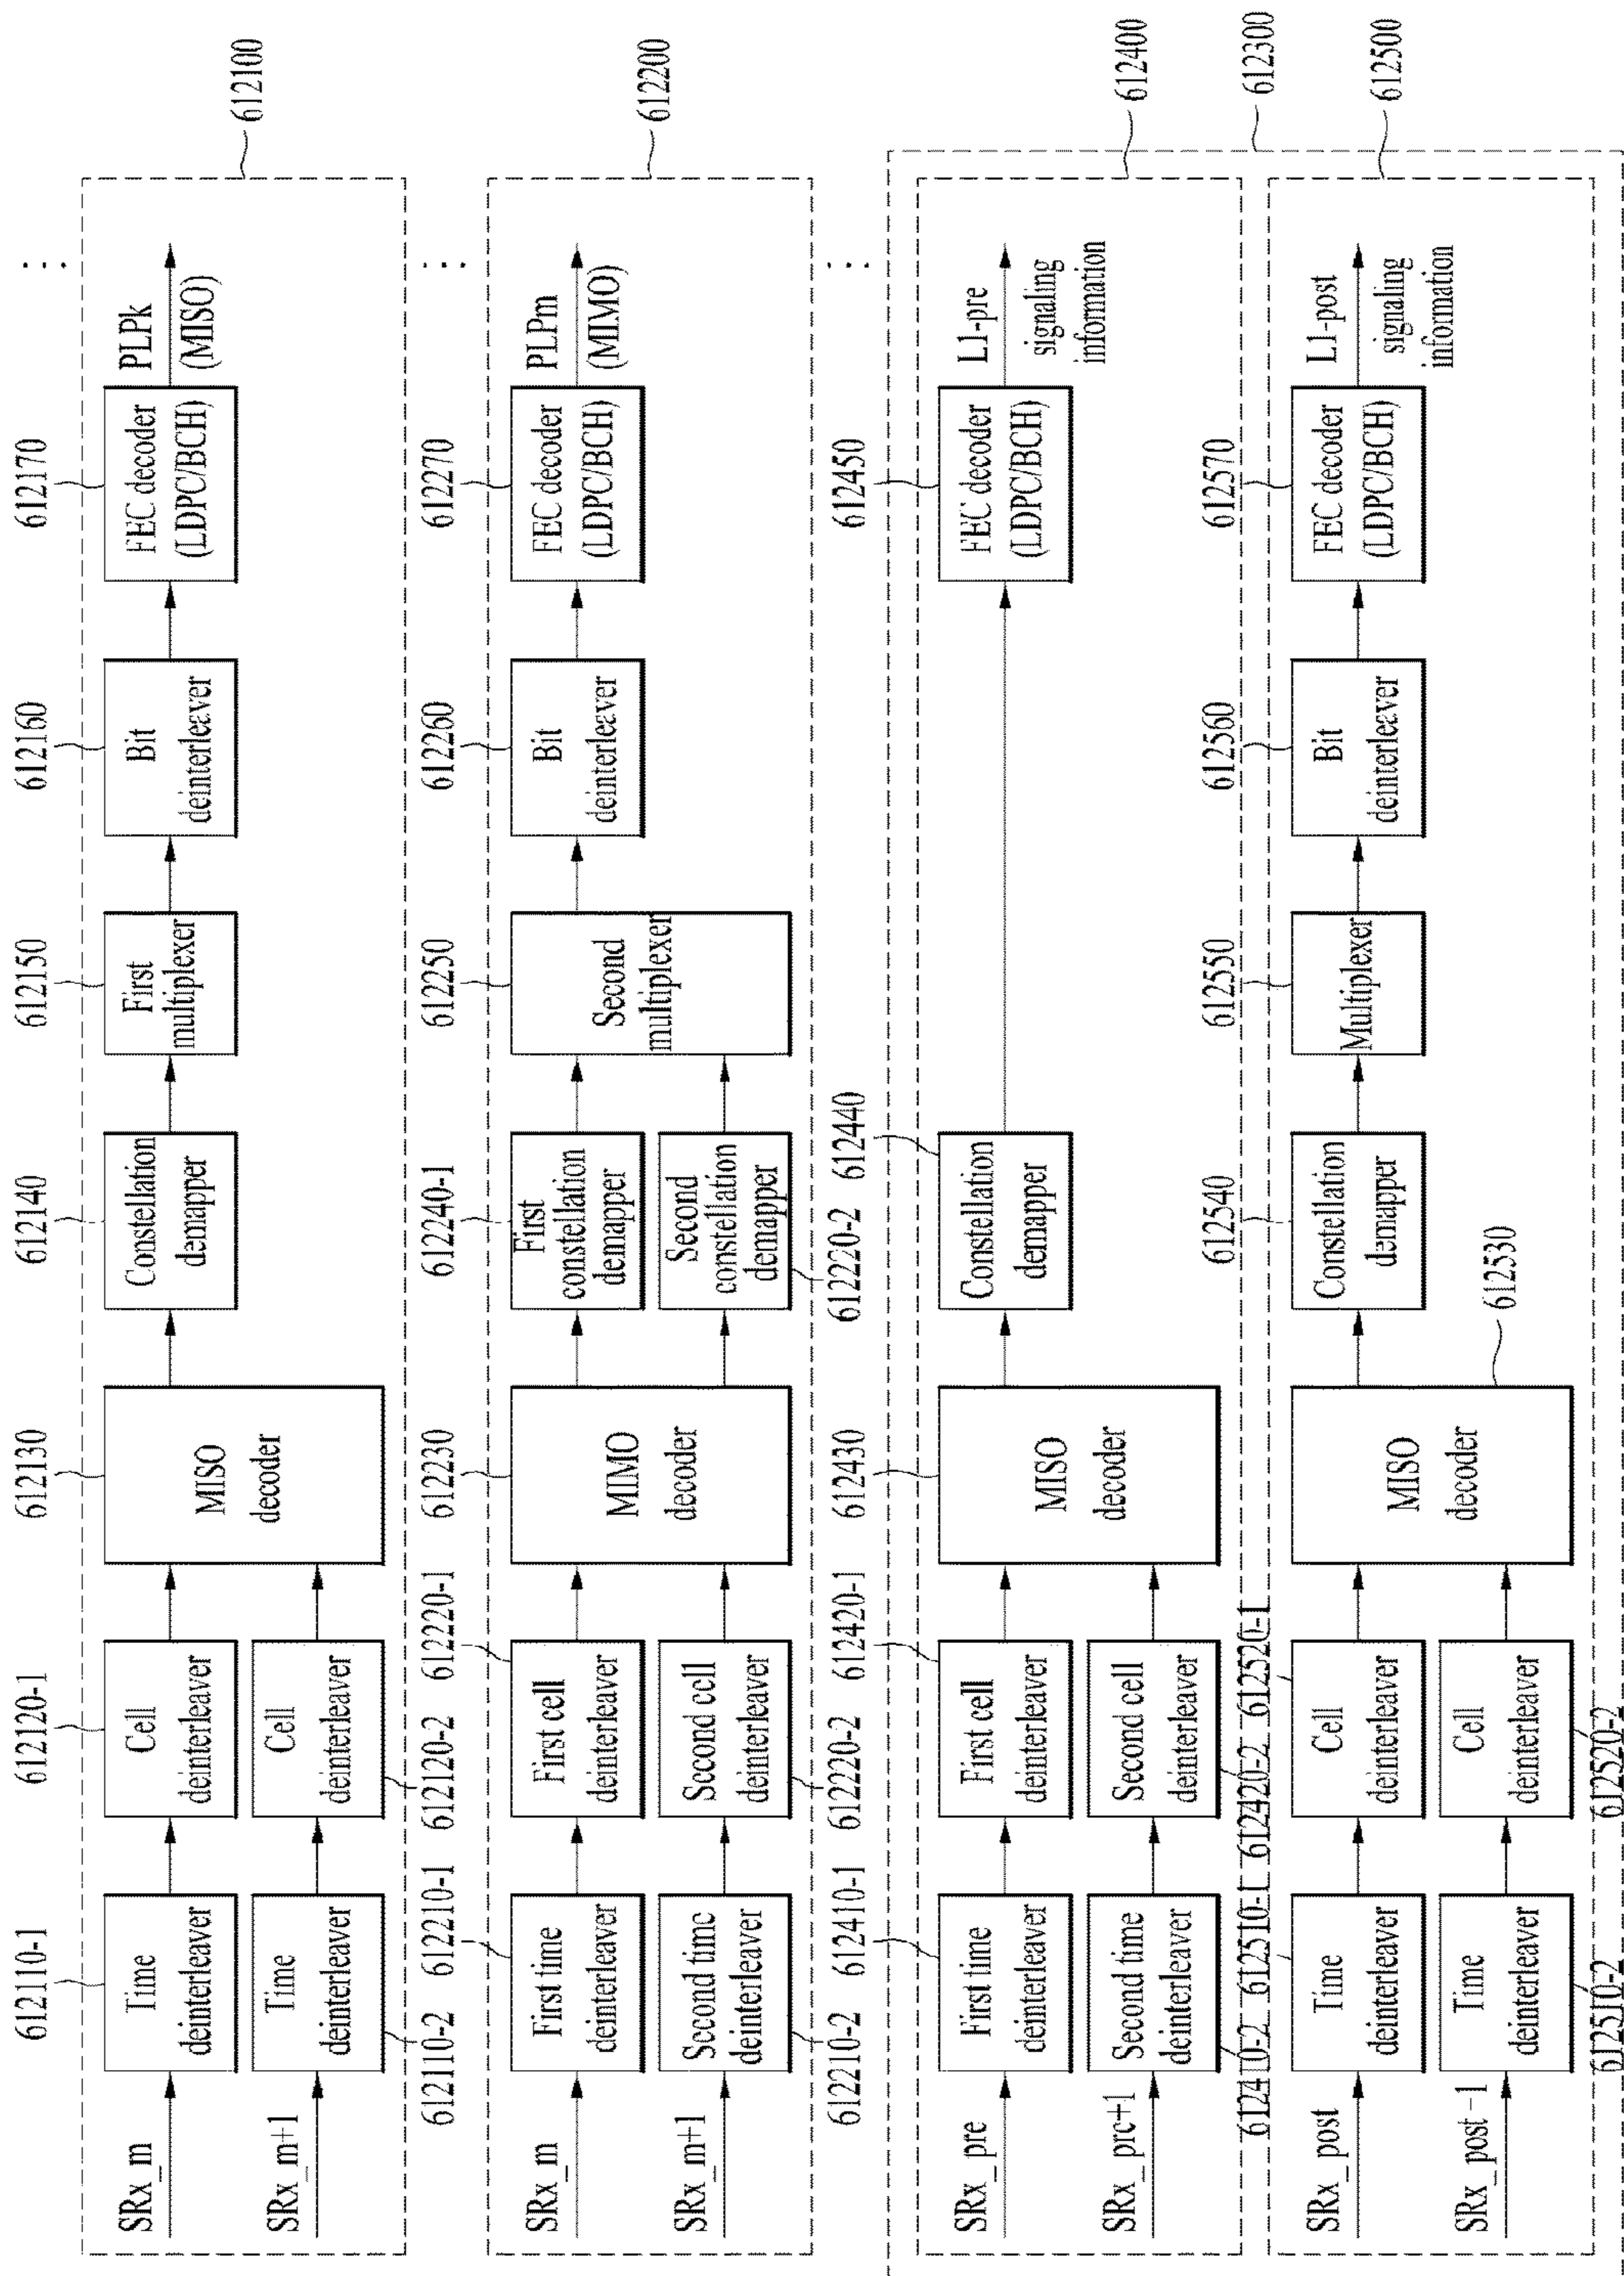 612110-1
612120-1
612130
612140
612150
612160
612170
SRx_m
Time
deinterleaver
Cell
deinterleaver
MISO
decoder
Constellation
demapper
First
multiplexer
Bit
deinterleaver
FEC decoder
(LDPC/BCH)
PLPk
(MISO)
...
SRx_m+1
Time
deinterleaver
Cell
deinterleaver
612110-2
612120-2
612100
612210-1
612220-1
612230
612240-1
612250
612260
612270
SRx_m
First time
deinterleaver
First cell
deinterleaver
MIMO
decoder
First
constellation
demapper
Second
multiplexer
Bit
deinterleaver
FEC decoder
(LDPC/BCH)
PLPm
(MIMO)
...
SRx_m+1
Second time
deinterleaver
Second cell
deinterleaver
Second
constellation
demapper
612210-2
612220-2
612220-2
612200
612410-1
612420-1
612430
612440
612450
...
SRx_pre
First time
deinterleaver
First cell
deinterleaver
MISO
decoder
Constellation
demapper
FEC decoder
(LDPC/BCH)
L1-pre
signaling
information
SRx_pre+1
Second time
deinterleaver
Second cell
deinterleaver
612410-2
612420-2
612400
612300
612510-1
612520-1
612540
612550
612560
612570
SRx_post
Time
deinterleaver
Cell
deinterleaver
MISO
decoder
Constellation
demapper
Multiplexer
Bit
deinterleaver
FEC decoder
(LDPC/BCH)
L1-post
signaling
information
SRx_post+1
Time
deinterleaver
Cell
deinterleaver
612510-2
612520-2
612530
612500